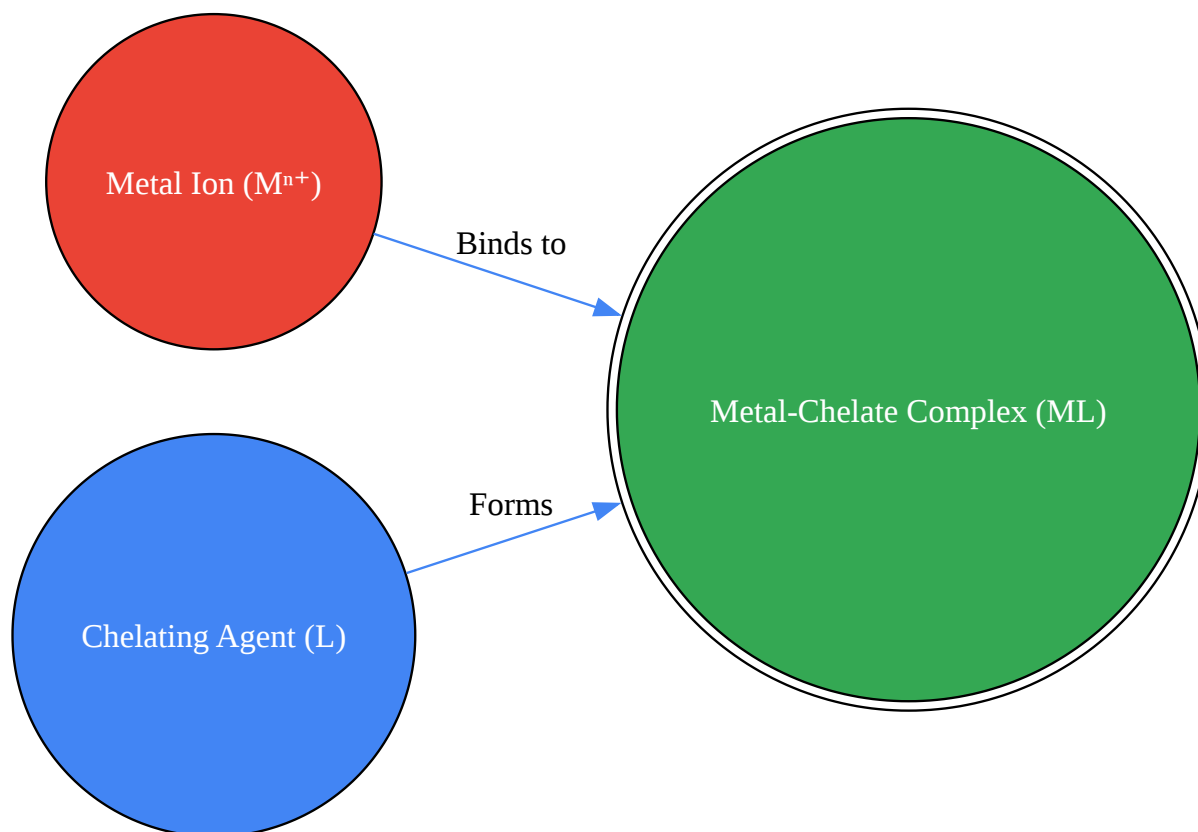 Metal Ion (Mⁿ⁺)
Binds to
Metal-Chelate Complex (ML)
Forms
Chelating Agent (L)